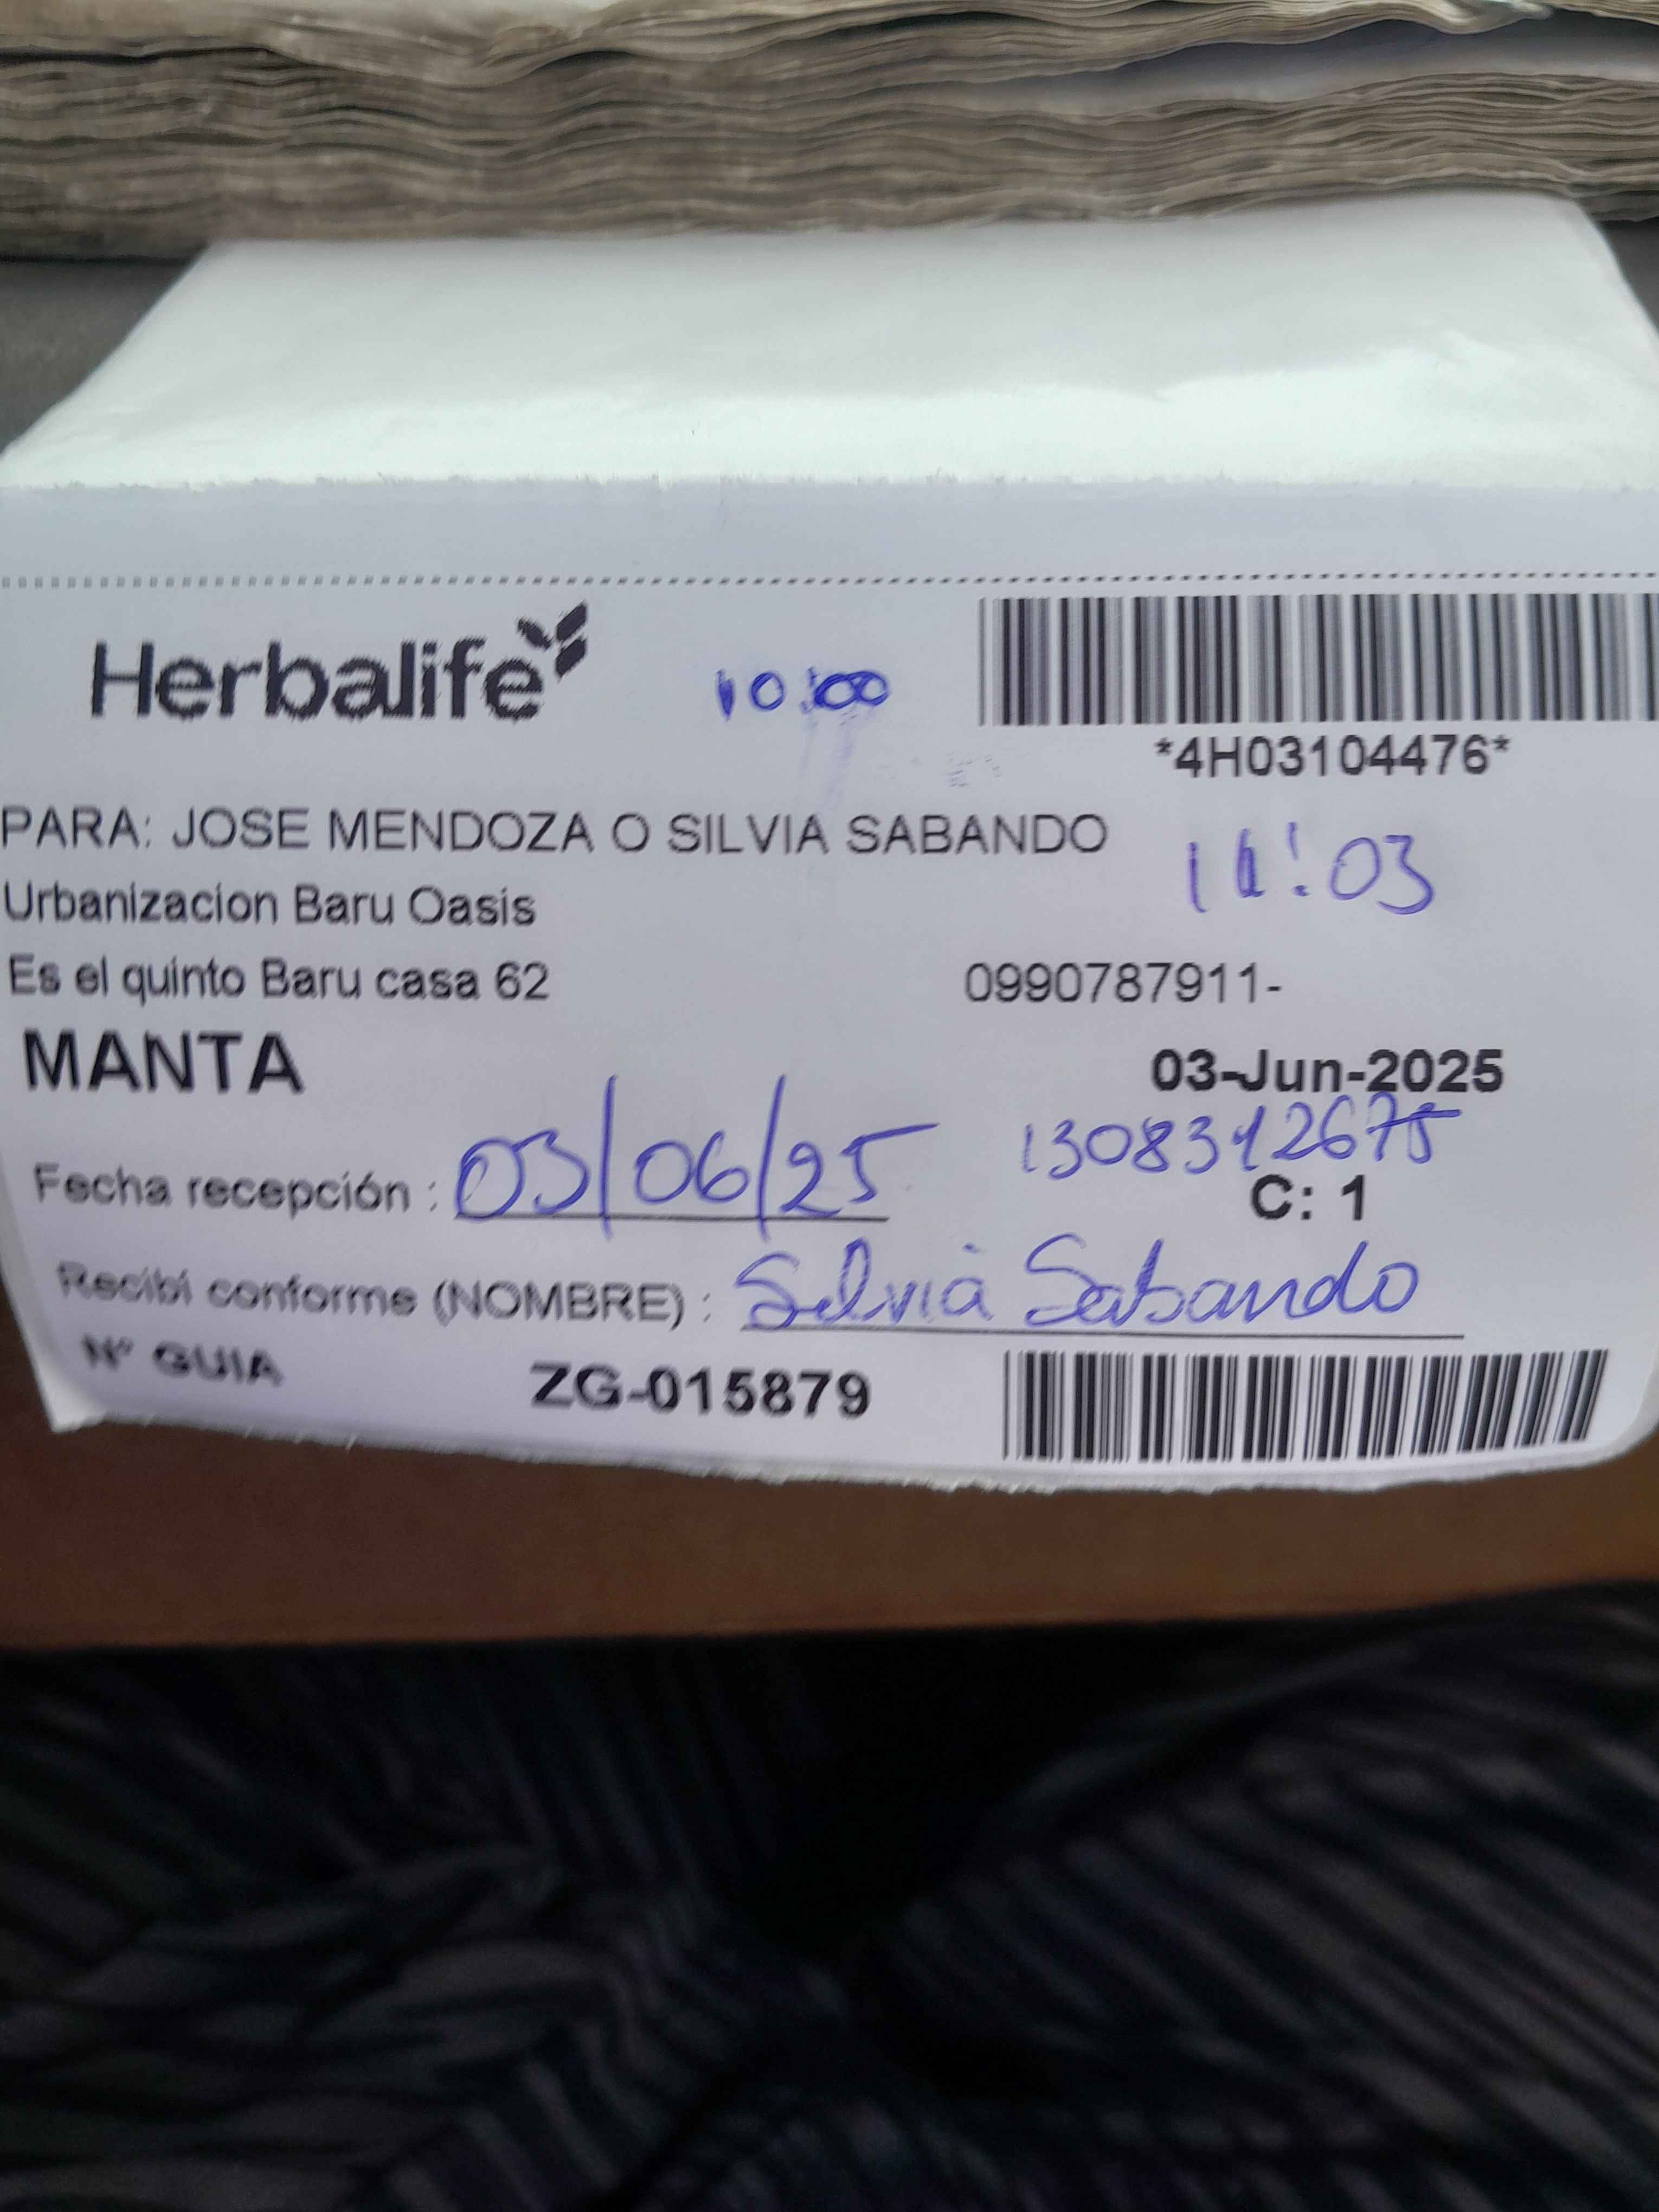 Herbalife
10:00
*4H03104476*
PARA: JOSE MENDOZA O SILVIA SABANDO
11:03
Urbanizacion Baru Oasis
Es el quinto Baru casa 62
0990787911-
MANTA
03-Jun-2025
1308312675
Fecha recepción : 03/06/25
C: 1
Recibí conforme (NOMBRE) : Silvia Sabando
N° GUIA ZG-015879